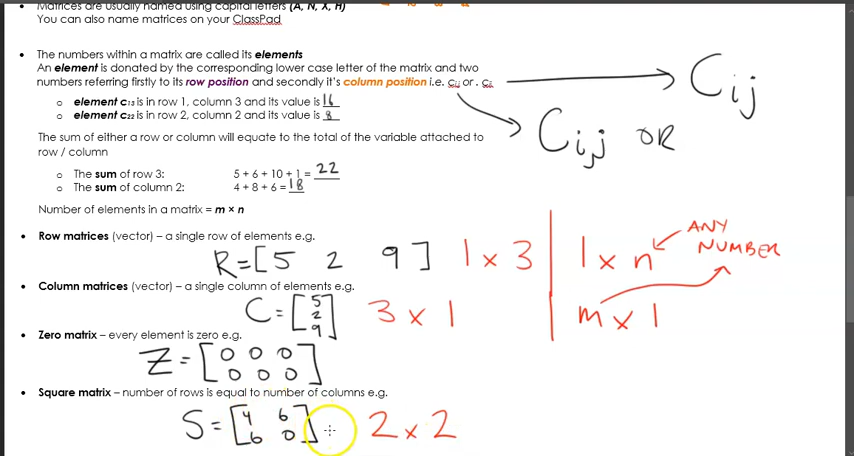 Matrices are usually named using capital letters (A, N, X, H)
You can also name matrices on your ClassPad
The numbers within a matrix are called its elements
An element is donated by the corresponding lower case letter of the matrix and two
numbers referring firstly to its row position and secondly it's column position i.e. cij or . ci,j
Cij
Ci,j OR
element c13 is in row 1, column 3 and its value is 16
element c22 is in row 2, column 2 and its value is 8
The sum of either a row or column will equate to the total of the variable attached to
row / column
The sum of row 3: 5 + 6 + 10 + 1 = 22
The sum of column 2: 4 + 8 + 6 = 18
Number of elements in a matrix = m × n
Row matrices (vector) – a single row of elements e.g.
R = [5 2 9] 1 x 3 1 x n ANY
NUMBER
Column matrices (vector) – a single column of elements e.g.
C = [5
2
9] 3 x 1 m x 1
Zero matrix – every element is zero e.g.
Z = [0 0 0
0 0 0]
Square matrix – number of rows is equal to number of columns e.g.
S = [4 6
6 0] 2 x 2